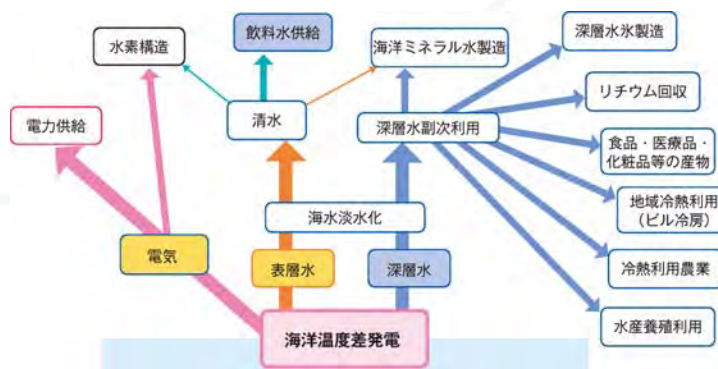 水素構造
飲料水供給
海洋ミネラル水製造
深層水氷製造
リチウム回収
電力供給
清水
深層水副次利用
食品・医療品・
化粧品等の産物
地域冷熱利用
（ビル冷房）
海水淡水化
電気
表層水
深層水
冷熱利用農業
水産養殖利用
海洋温度差発電